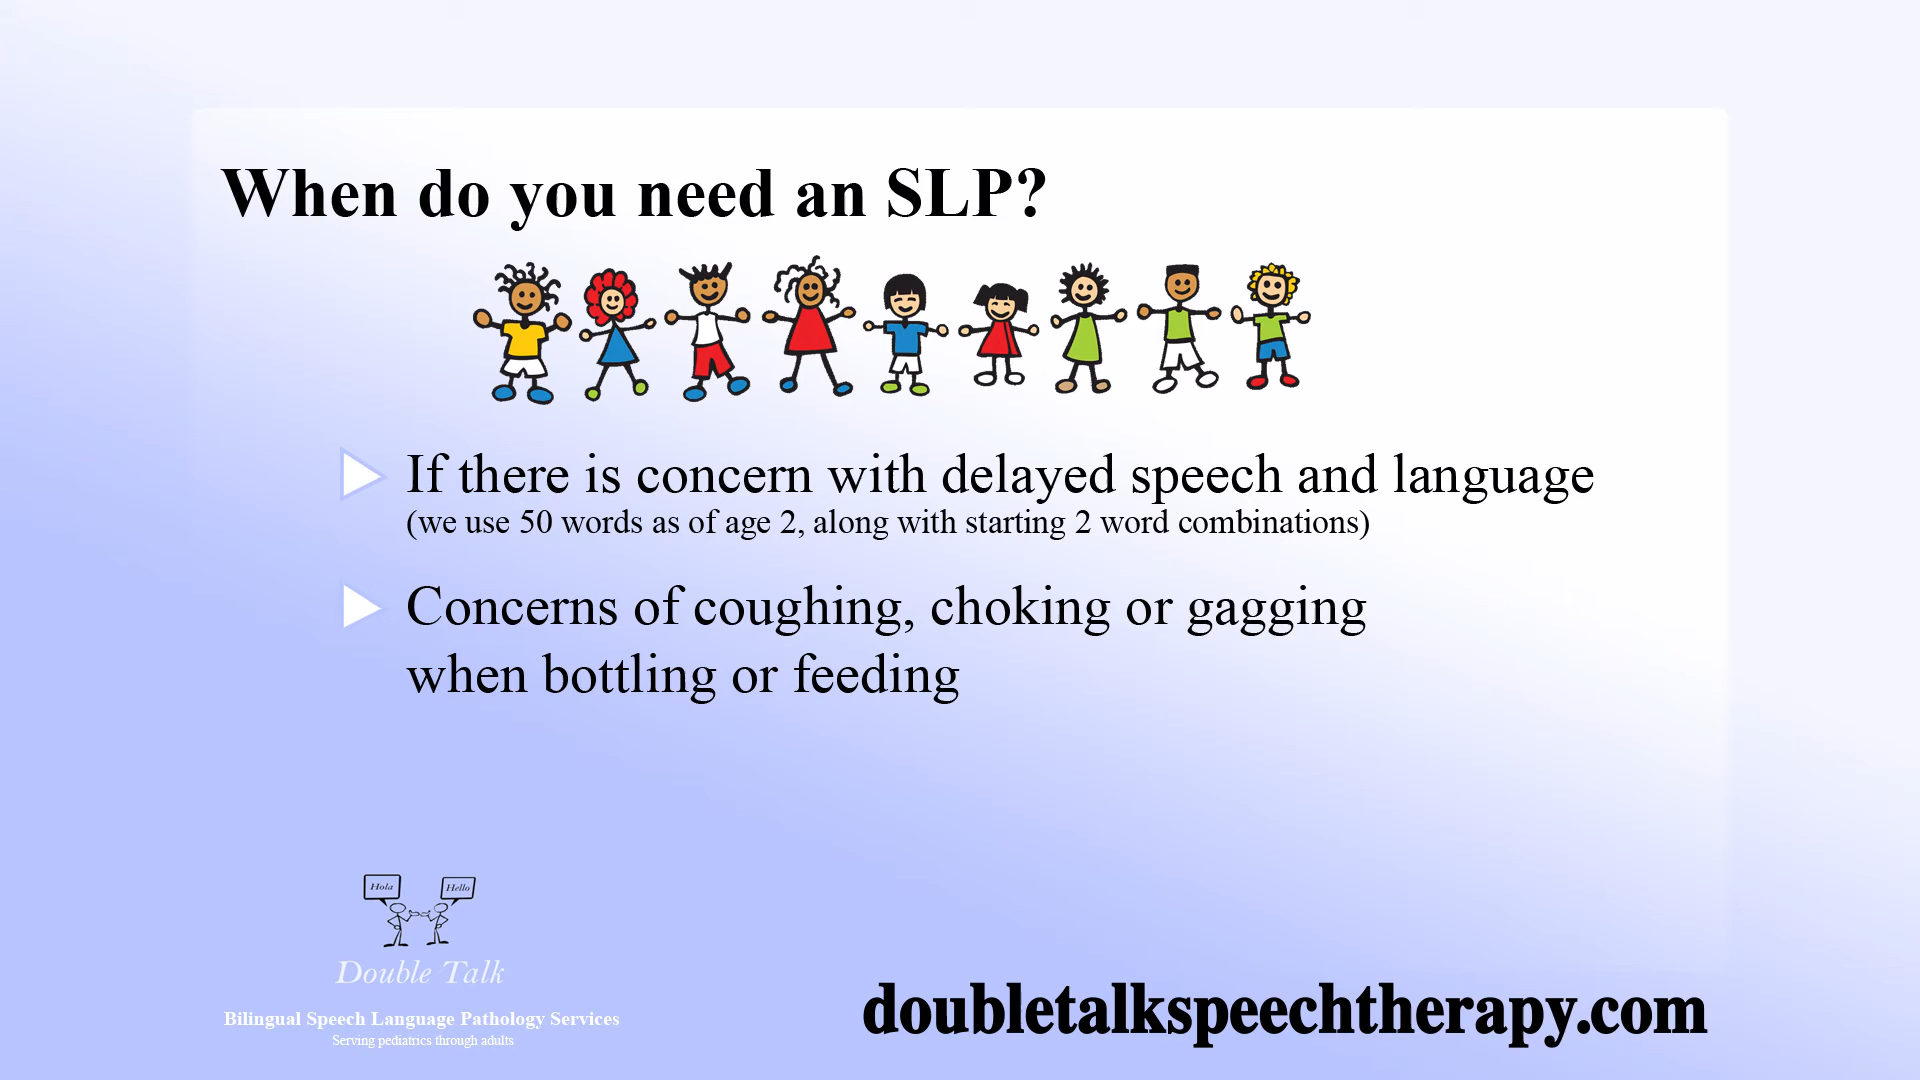 When do you need an SLP?
If there is concern with delayed speech and language
(we use 50 words as of age 2, along with starting 2 word combinations)
Concerns of coughing, choking or gagging
when bottling or feeding
Hola
Hello
Double Talk
Bilingual Speech Language Pathology Services
Serving pediatrics through adults
doubletalkspeechtherapy.com